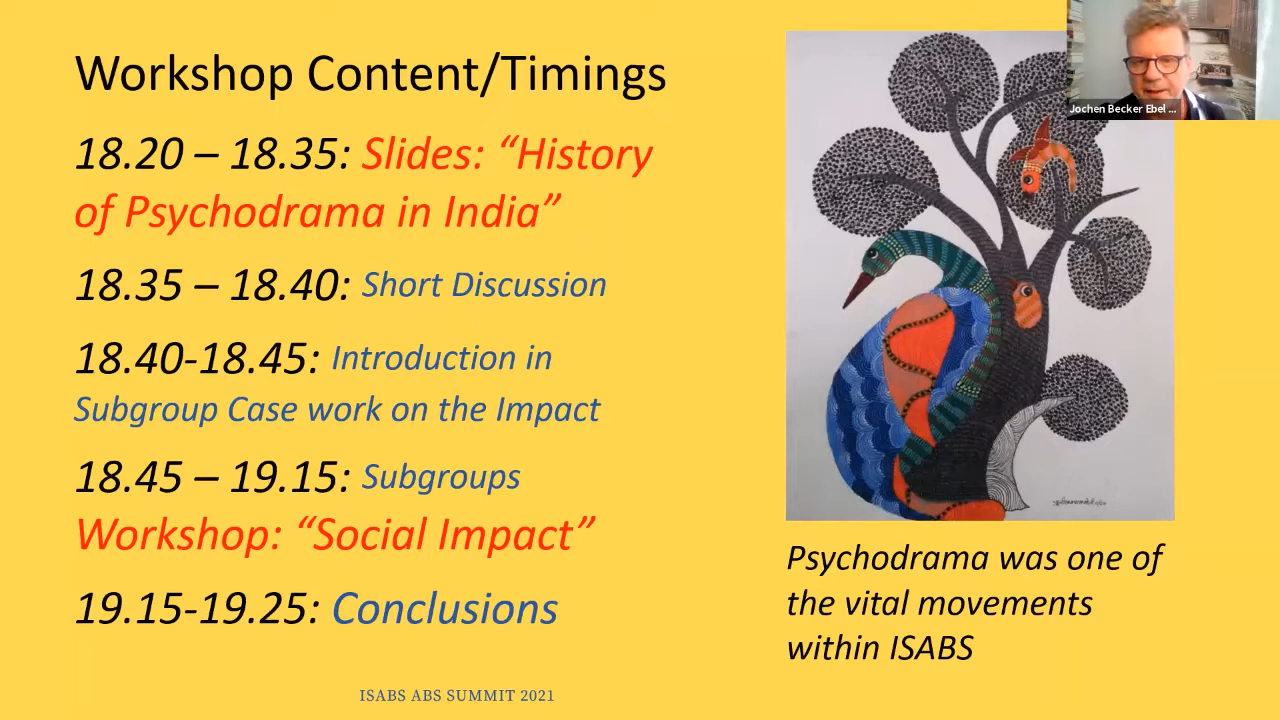 Workshop Content/Timings
18.20 – 18.35: Slides: “History
of Psychodrama in India”
18.35 – 18.40: Short Discussion
18.40-18.45: Introduction in
Subgroup Case work on the Impact
18.45 – 19.15: Subgroups
Workshop: “Social Impact”
19.15-19.25: Conclusions
ISABS ABS SUMMIT 2021
Jochen Becker Ebel ...
Psychodrama was one of
the vital movements
within ISABS